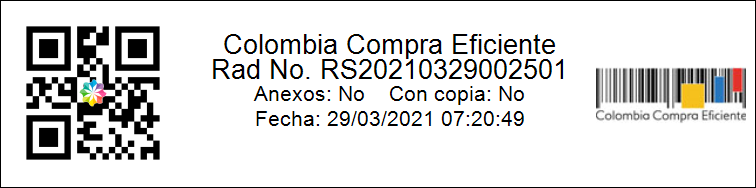 Colombia Compra Eficiente
Rad No. RS20210329002501
Anexos: No Con copia: No
Fecha: 29/03/2021 07:20:49
Colombia Compra Eficiente